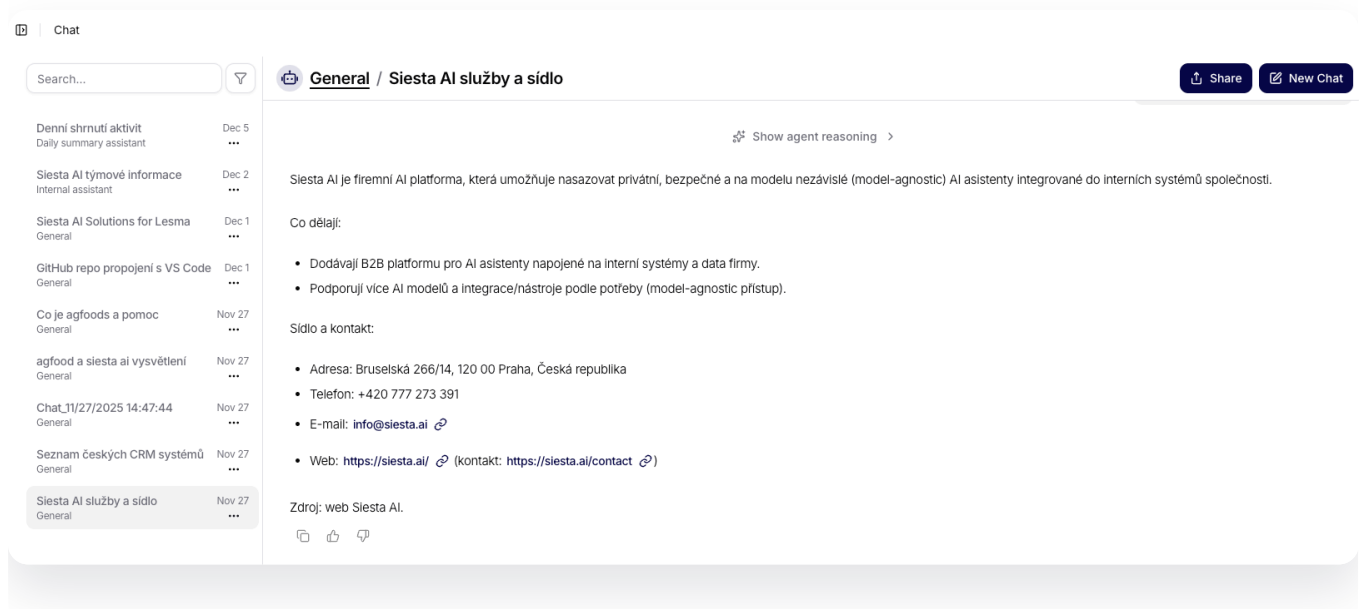 Chat
Search...
Denní shrnutí aktivit Dec 5
Daily summary assistant
Siesta AI týmové informace Dec 2
Internal assistant
Siesta AI Solutions for Lesma Dec 1
General
GitHub repo propojení s VS Code Dec 1
General
Co je agfoods a pomoc Nov 27
General
agfood a siesta ai vysvětlení Nov 27
General
Chat_11/27/2025 14:47:44 Nov 27
General
Seznam českých CRM systémů Nov 27
General
Siesta AI služby a sídlo Nov 27
General
General / Siesta AI služby a sídlo
Share
New Chat
Show agent reasoning
Siesta AI je firemní AI platforma, která umožňuje nasazovat privátní, bezpečné a na modelu nezávislé (model-agnostic) AI asistenty integrované do interních systémů společnosti.
Co dělají:
• Dodávají B2B platformu pro AI asistenty napojené na interní systémy a data firmy.
• Podporují více AI modelů a integrace/nástroje podle potřeby (model-agnostic přístup).
Sídlo a kontakt:
• Adresa: Bruselská 266/14, 120 00 Praha, Česká republika
• Telefon: +420 777 273 391
• E-mail: info@siesta.ai
• Web: https://siesta.ai/ (kontakt: https://siesta.ai/contact )
Zdroj: web Siesta AI.